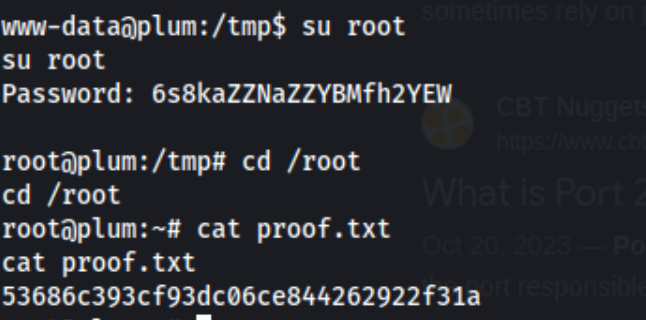 sometimes rely on
www-data@plum:/tmp$ su root
su root
Password: 6s8kaZZNaZZYBMfh2YEW
CBT Nuggets
https://www.cbt
root@plum:/tmp# cd /root
cd /root
What is Port 2
root@plum:~# cat proof.txt
Oct 20, 2023 — Po
cat proof.txt
port responsible
53686c393cf93dc06ce844262922f31a